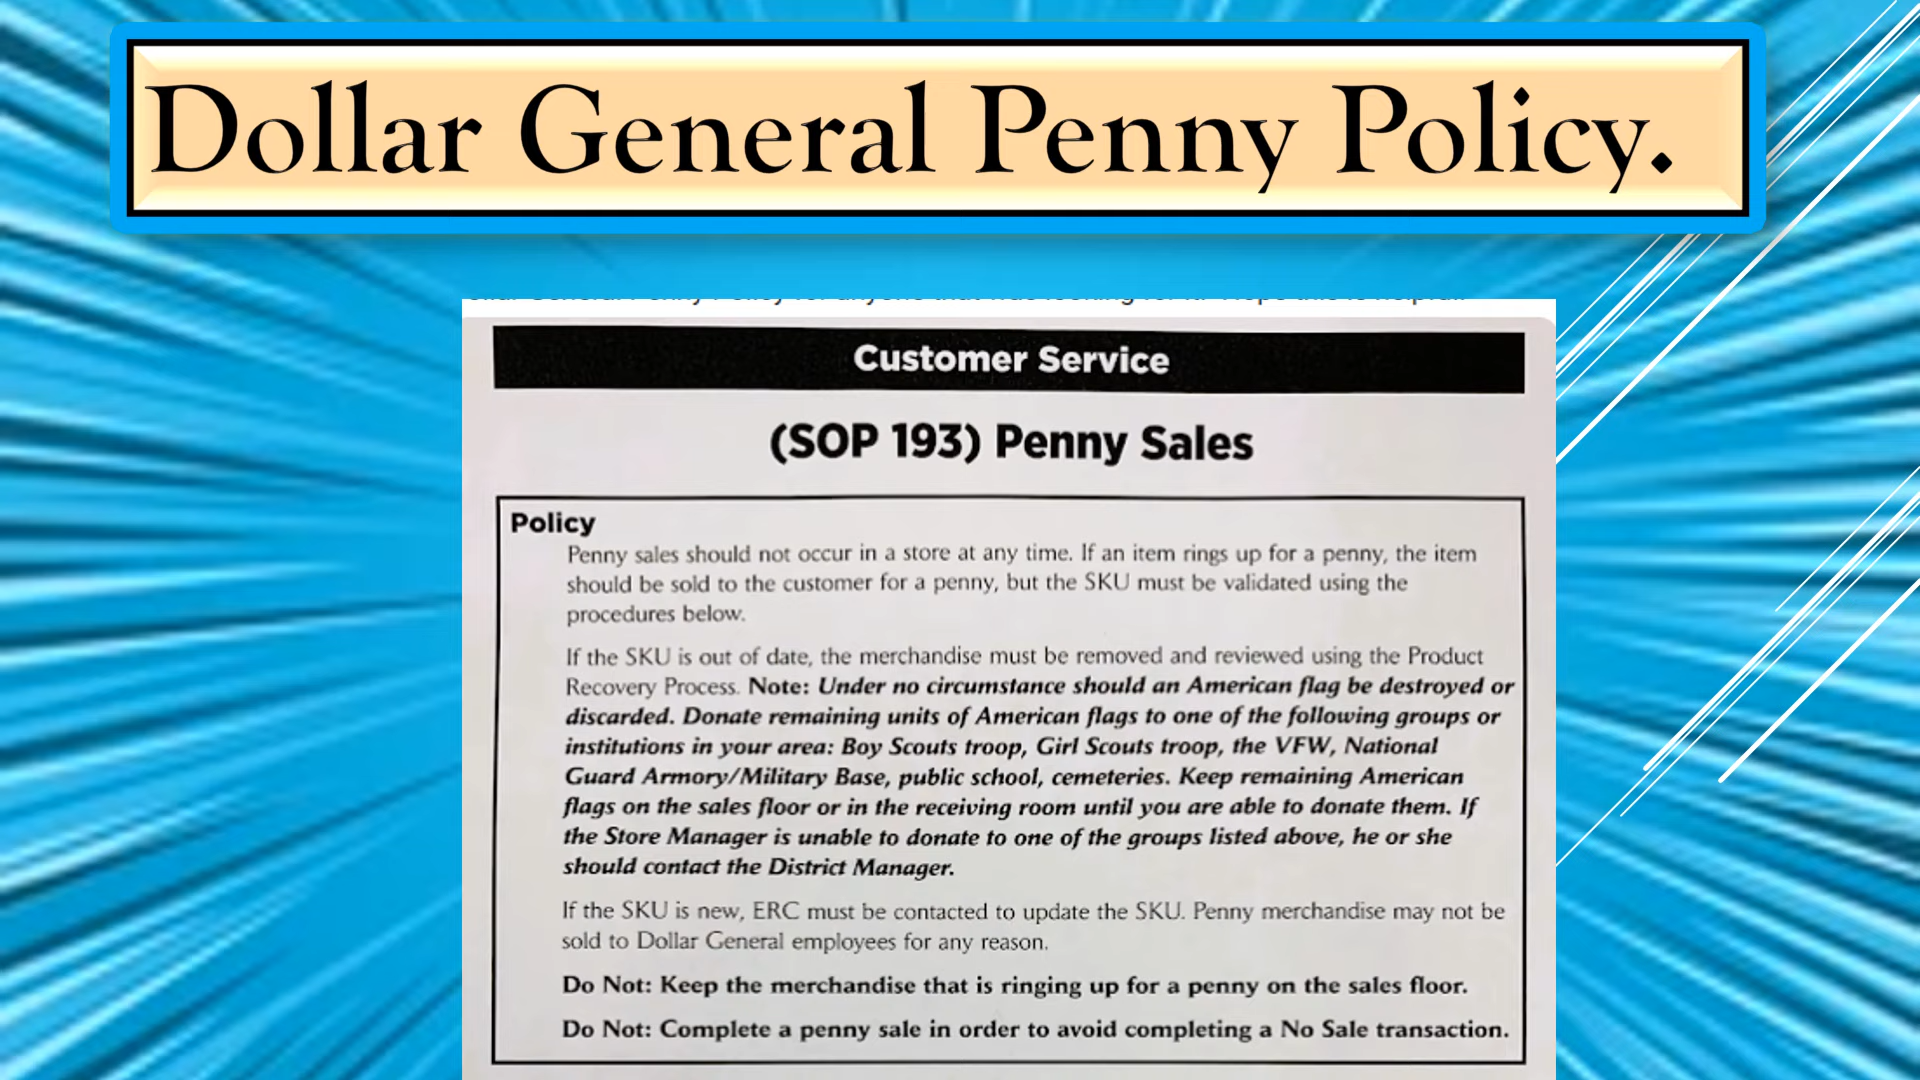 Dollar General Penny Policy.
Customer Service
(SOP 193) Penny Sales
Policy
Penny sales should not occur in a store at any time. If an item rings up for a penny, the item
should be sold to the customer for a penny, but the SKU must be validated using the
procedures below.
If the SKU is out of date, the merchandise must be removed and reviewed using the Product
Recovery Process. Note: Under no circumstance should an American flag be destroyed or
discarded. Donate remaining units of American flags to one of the following groups or
institutions in your area: Boy Scouts troop, Girl Scouts troop, the VFW, National
Guard Armory/Military Base, public school, cemeteries. Keep remaining American
flags on the sales floor or in the receiving room until you are able to donate them. If
the Store Manager is unable to donate to one of the groups listed above, he or she
should contact the District Manager.
If the SKU is new, ERC must be contacted to update the SKU. Penny merchandise may not be
sold to Dollar General employees for any reason.
Do Not: Keep the merchandise that is ringing up for a penny on the sales floor.
Do Not: Complete a penny sale in order to avoid completing a No Sale transaction.